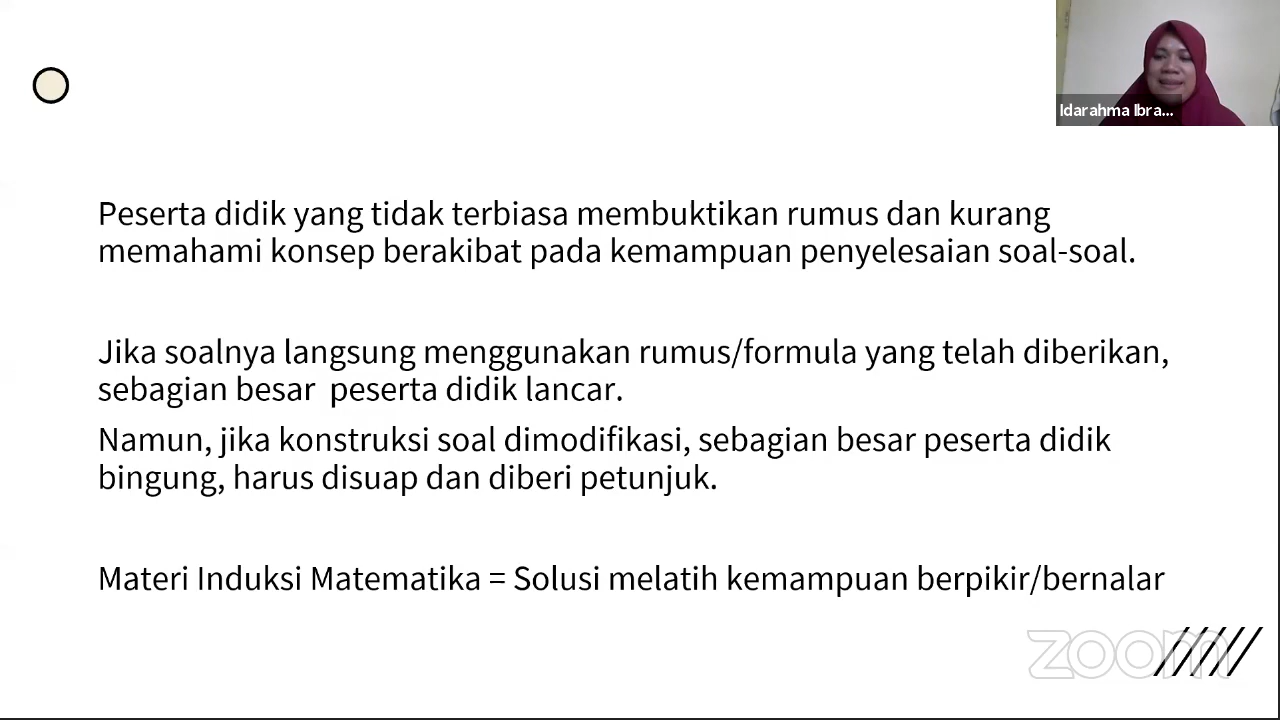 Idarahma Ibra...
Peserta didik yang tidak terbiasa membuktikan rumus dan kurang
memahami konsep berakibat pada kemampuan penyelesaian soal-soal.
Jika soalnya langsung menggunakan rumus/formula yang telah diberikan,
sebagian besar  peserta didik lancar.
Namun, jika konstruksi soal dimodifikasi, sebagian besar peserta didik
bingung, harus disuap dan diberi petunjuk.
Materi Induksi Matematika = Solusi melatih kemampuan berpikir/bernalar
zoom